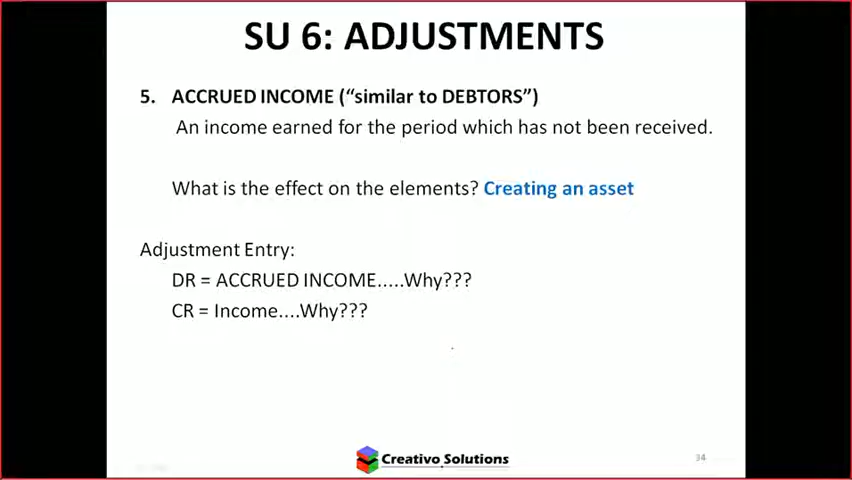 SU 6: ADJUSTMENTS
5. ACCRUED INCOME (“similar to DEBTORS”)
An income earned for the period which has not been received.
What is the effect on the elements? Creating an asset
Adjustment Entry:
DR = ACCRUED INCOME.....Why???
CR = Income....Why???
Creativo Solutions
34